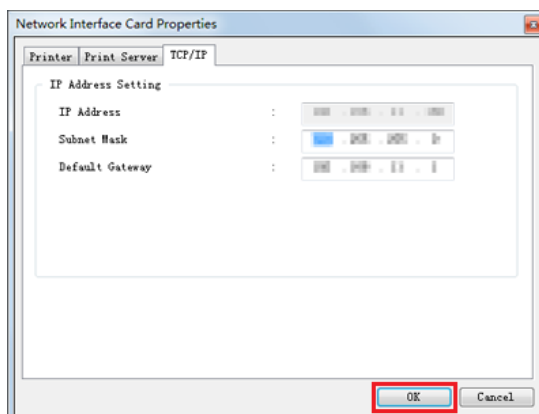 Network Interface Card Properties
Printer Print Server TCP/IP
IP Address Setting
IP Address :
Subnet Mask :
Default Gateway :
OK Cancel